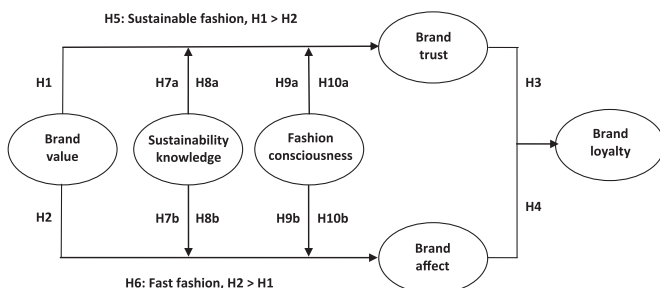 H5: Sustainable fashion, H1 > H2
Brand
trust
H1
H7a
H8a
H9a
H10a
H3
Brand
value
Sustainability
knowledge
Fashion
consciousness
Brand
loyalty
H2
H7b
H8b
H9b
H10b
H4
Brand
affect
H6: Fast fashion, H2 > H1